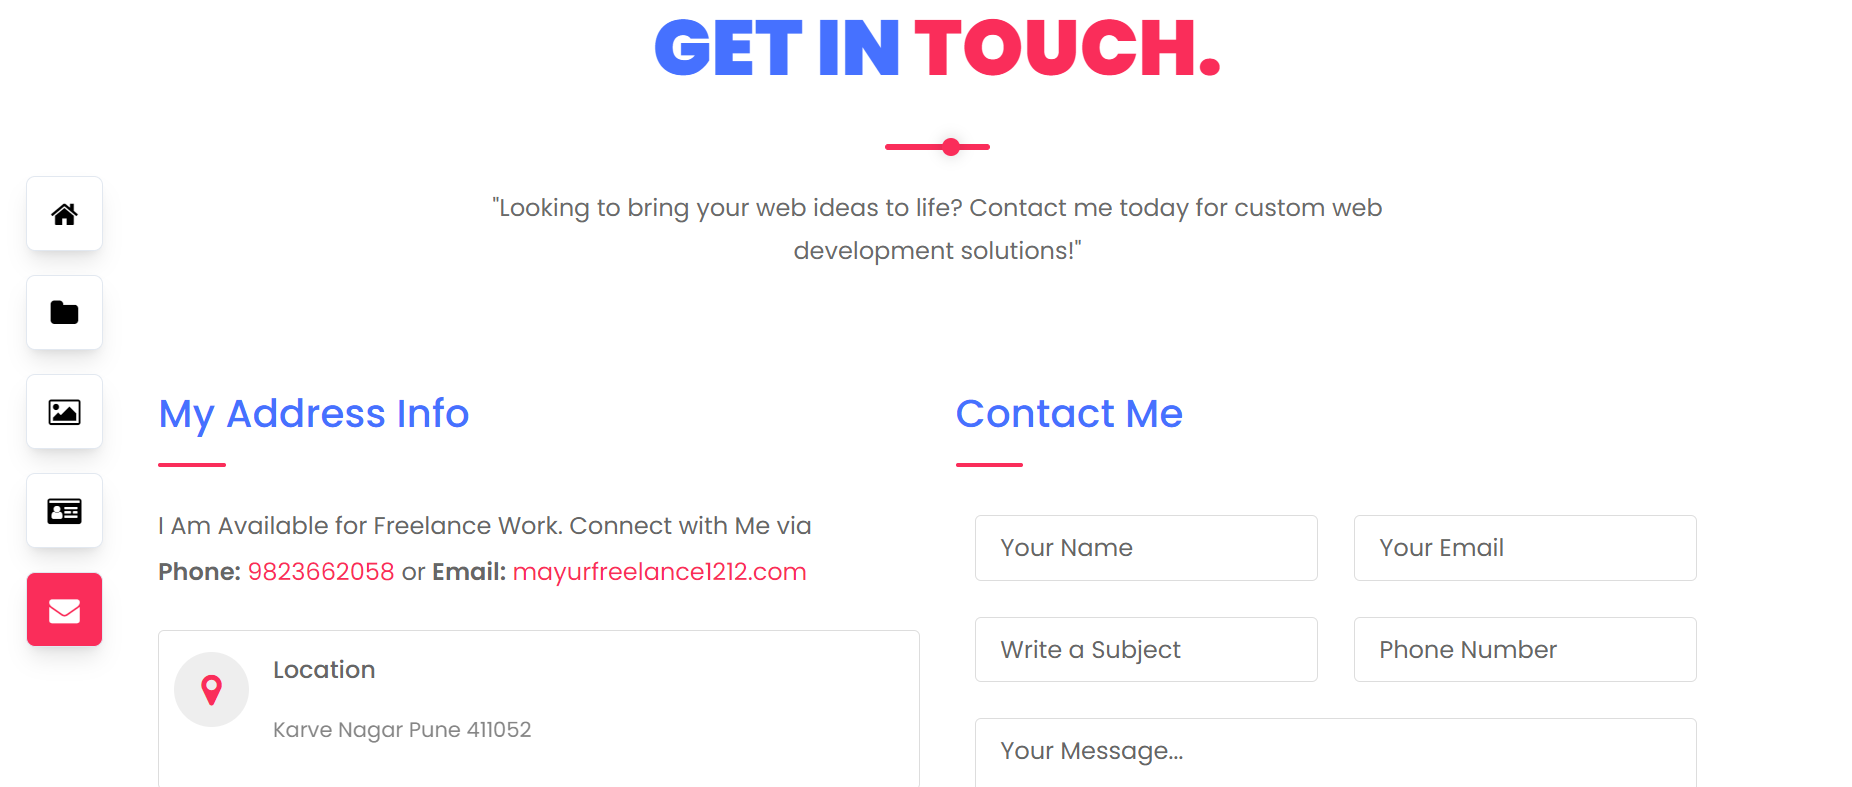 GET IN TOUCH.
"Looking to bring your web ideas to life? Contact me today for custom web
development solutions!"
My Address Info
I Am Available for Freelance Work. Connect with Me via
Phone: 9823662058 or Email: mayurfreelance1212.com
Location
Karve Nagar Pune 411052
Contact Me
Your Name
Your Email
Write a Subject
Phone Number
Your Message...